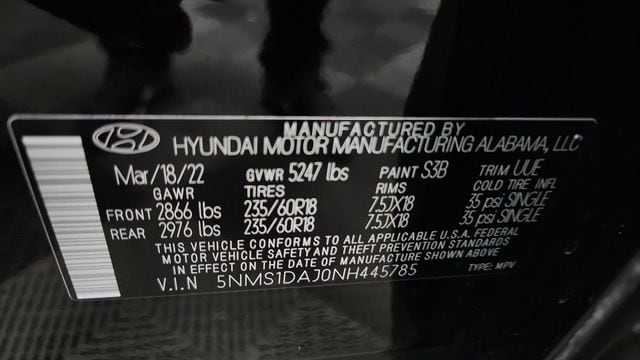 MANUFACTURED BY
HYUNDAI MOTOR MANUFACTURING ALABAMA, LLC
Mar/18/22 GVWR 5247 lbs PAINT S3B TRIM UUE
GAWR TIRES RIMS COLD TIRE INFL
FRONT 2866 lbs 235/60R18 7.5JX18 35 psi SINGLE
REAR 2976 lbs 235/60R18 7.5JX18 35 psi SINGLE
THIS VEHICLE CONFORMS TO ALL APPLICABLE U.S.A. FEDERAL
MOTOR VEHICLE SAFETY AND THEFT PREVENTION STANDARDS
IN EFFECT ON THE DATE OF MANUFACTURE SHOWN ABOVE
V.I.N 5NMS1DAJ0NH445785 TYPE: MPV